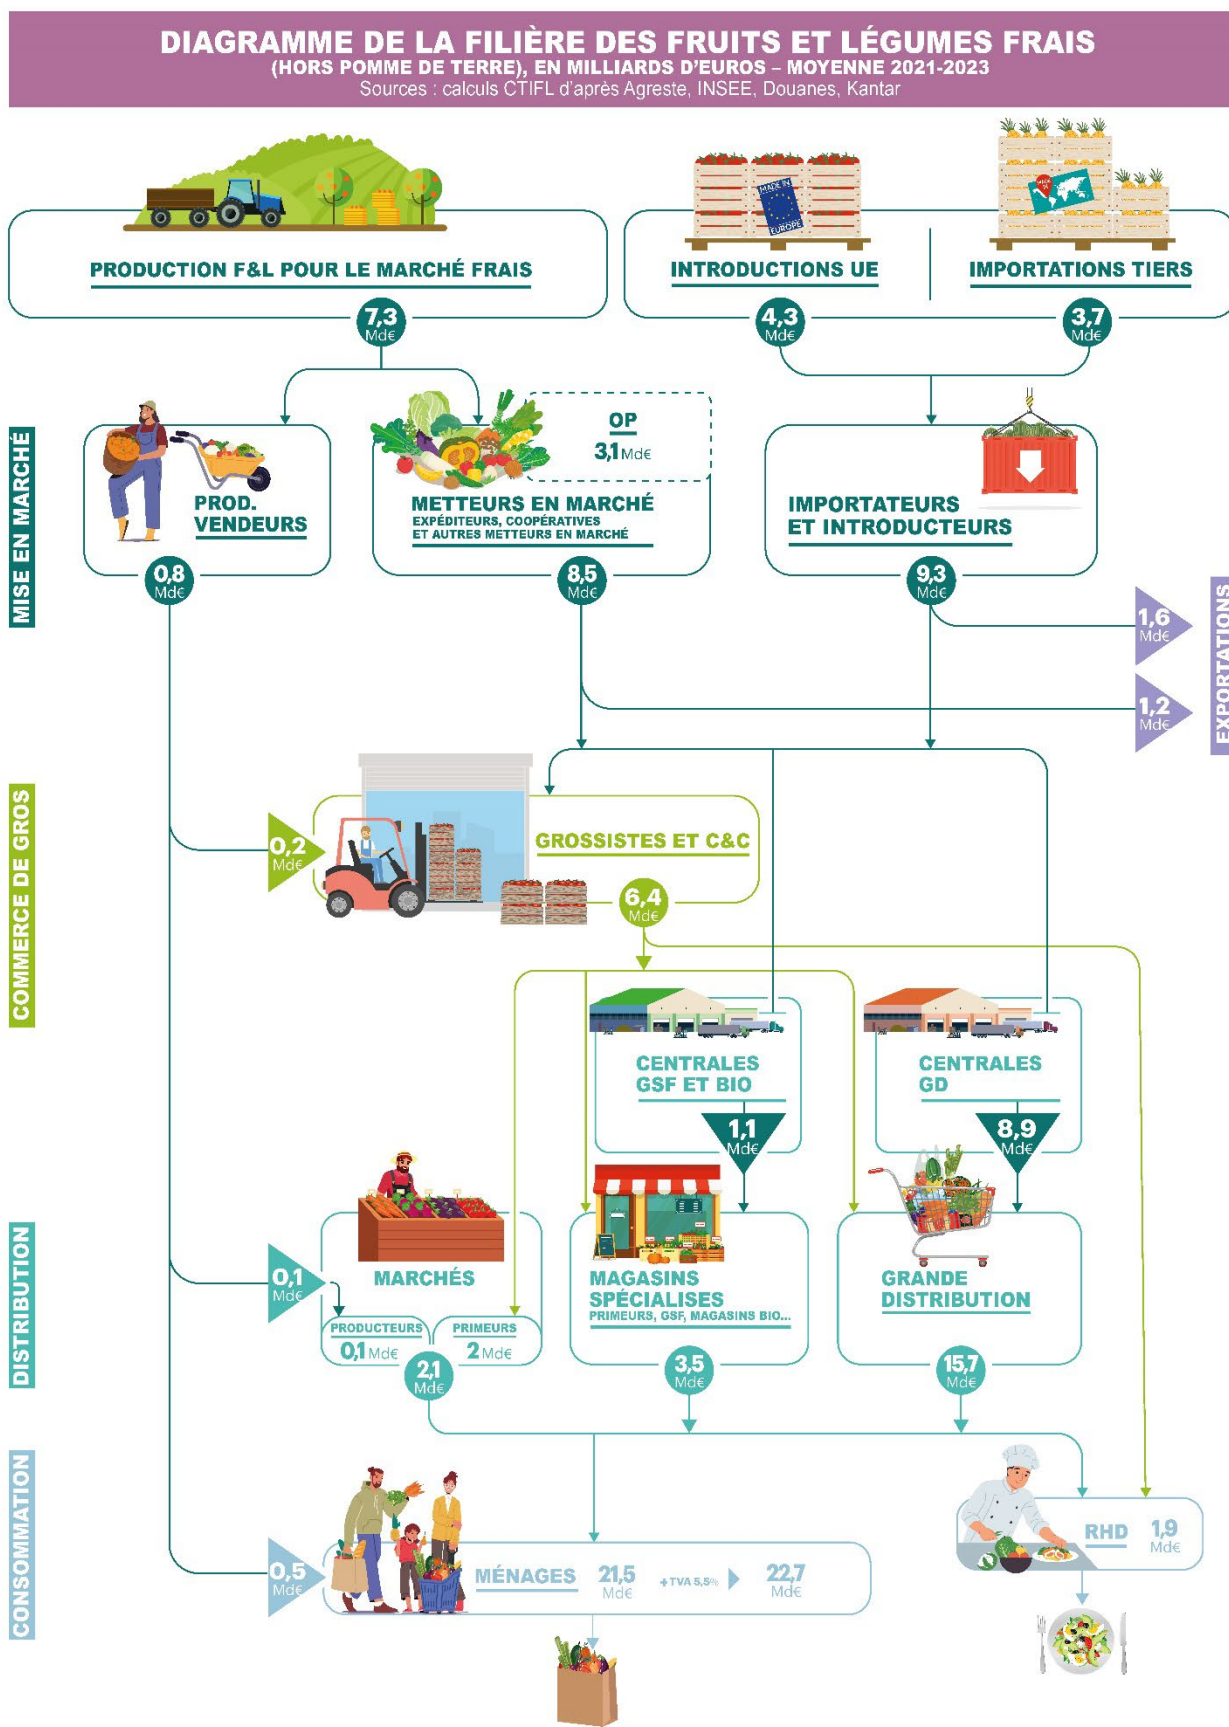 DIAGRAMME DE LA FILIÈRE DES FRUITS ET LÉGUMES FRAIS
(HORS POMME DE TERRE), EN MILLIARDS D'EUROS – MOYENNE 2021-2023
Sources : calculs CTIFL d'après Agreste, INSEE, Douanes, Kantar
MADE IN
EUROPE
MADE
IN
PRODUCTION F&L POUR LE MARCHÉ FRAIS
INTRODUCTIONS UE
IMPORTATIONS TIERS
7,3
Md€
4,3
Md€
3,7
Md€
MISE EN MARCHÉ
PROD.
VENDEURS
OP
3,1 Md€
METTEURS EN MARCHÉ
EXPÉDITEURS, COOPÉRATIVES
ET AUTRES METTEURS EN MARCHÉ
IMPORTATEURS
ET INTRODUCTEURS
0,8
Md€
8,5
Md€
9,3
Md€
EXPORTATIONS
1,6
Md€
1,2
Md€
COMMERCE DE GROS
0,2
Md€
GROSSISTES ET C&C
6,4
Md€
CENTRALES
GSF ET BIO
1,1
Md€
CENTRALES
GD
8,9
Md€
DISTRIBUTION
0,1
Md€
MARCHÉS
PRODUCTEURS
0,1 Md€
PRIMEURS
2 Md€
2,1
Md€
MAGASINS
SPÉCIALISES
PRIMEURS, GSF, MAGASINS BIO...
3,5
Md€
GRANDE
DISTRIBUTION
15,7
Md€
CONSOMMATION
0,5
Md€
MÉNAGES
21,5
Md€
+ TVA 5,5%
22,7
Md€
RHD
1,9
Md€